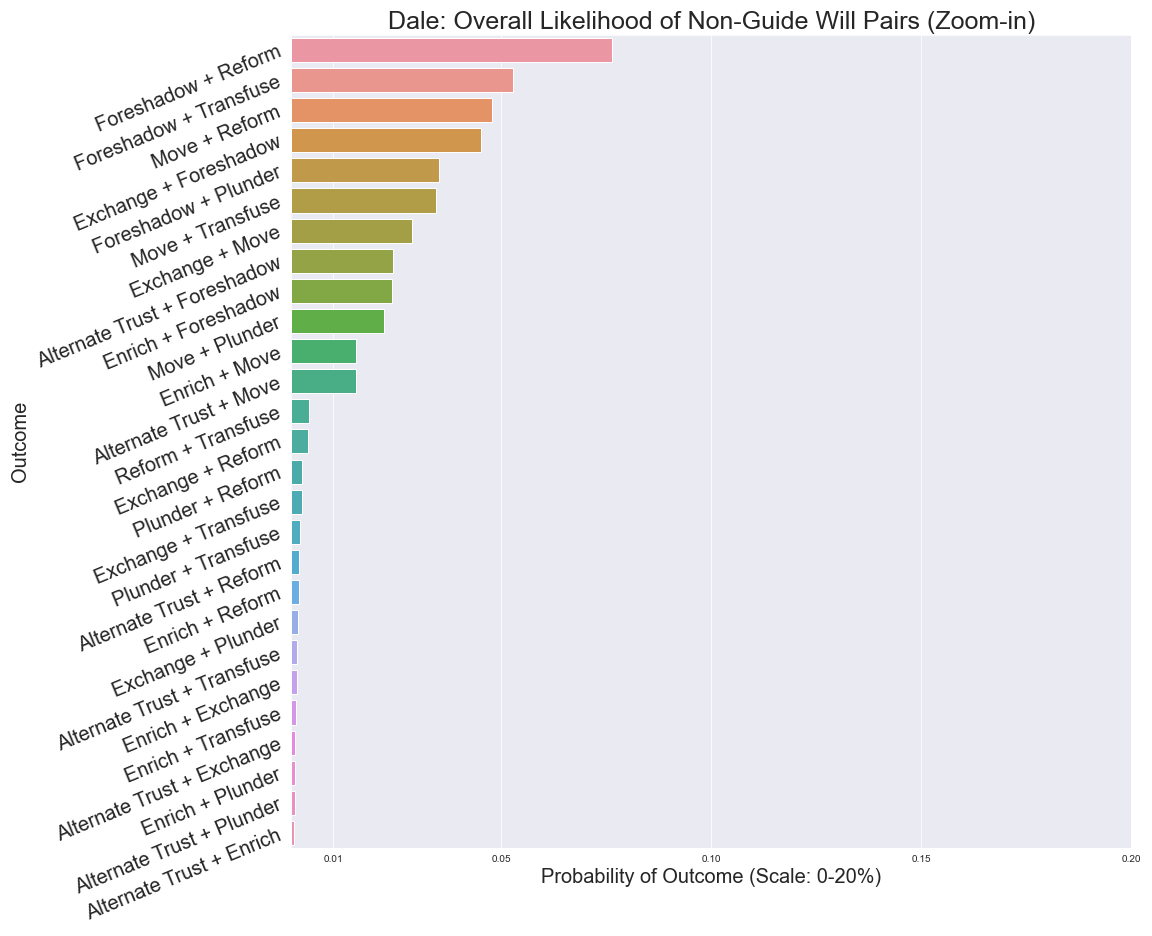 Dale: Overall Likelihood of Non-Guide Will Pairs (Zoom-in)
Outcome
Foreshadow + Reform
Foreshadow + Transfuse
Move + Reform
Exchange + Foreshadow
Foreshadow + Plunder
Move + Transfuse
Exchange + Move
Alternate Trust + Foreshadow
Enrich + Foreshadow
Move + Plunder
Enrich + Move
Alternate Trust + Move
Reform + Transfuse
Exchange + Reform
Plunder + Reform
Exchange + Transfuse
Plunder + Transfuse
Alternate Trust + Reform
Enrich + Reform
Exchange + Plunder
Alternate Trust + Transfuse
Enrich + Exchange
Enrich + Transfuse
Alternate Trust + Exchange
Enrich + Plunder
Alternate Trust + Plunder
Alternate Trust + Enrich
0.01 0.05 0.10 0.15 0.20
Probability of Outcome (Scale: 0-20%)